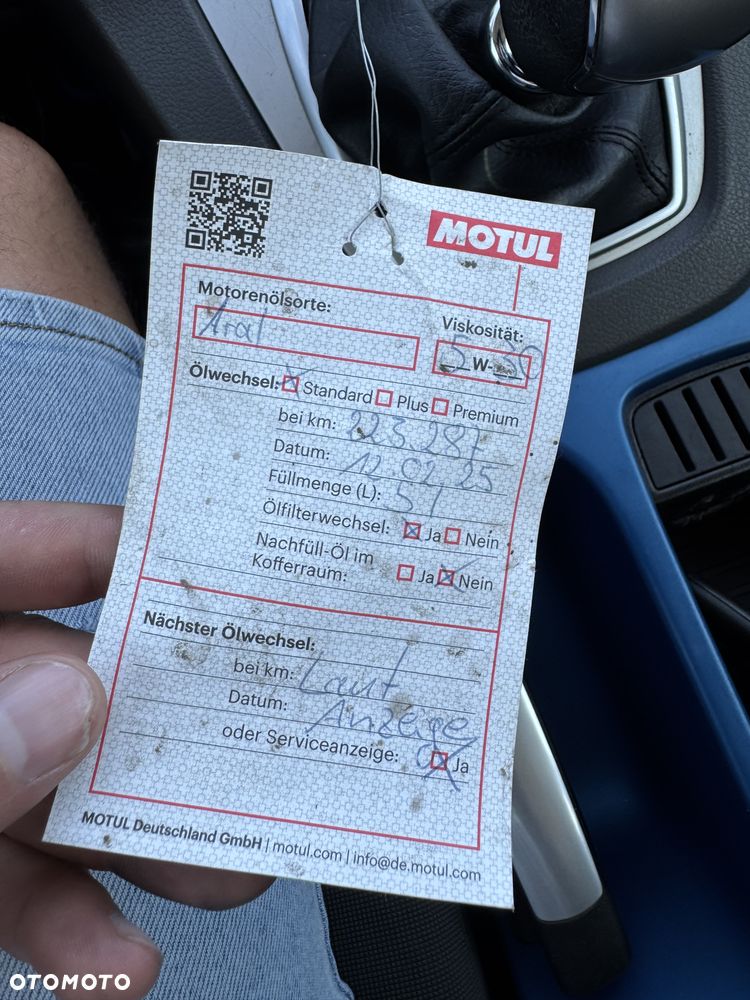 MOTUL
Motorenölsorte:
Viskosität:
Aral
5 W-30
Ölwechsel: Standard Plus Premium
bei km: 223.287
Datum: 12.02.25
Füllmenge (L): 5 l
Ölfilterwechsel: Ja Nein
Nachfüll-Öl im
Kofferraum: Ja Nein
Nächster Ölwechsel:
bei km: Laut
Datum: Anzeige
oder Serviceanzeige: Ja
MOTUL Deutschland GmbH | motul.com | info@de.motul.com
OTOMOTO